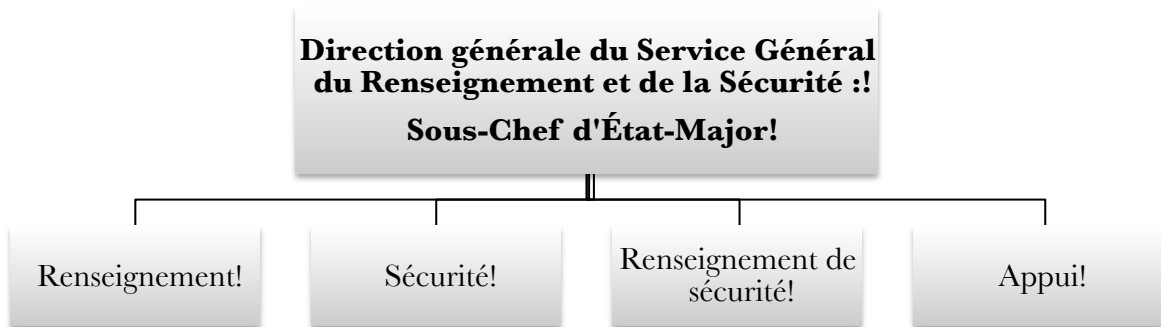 Direction générale du Service Général
du Renseignement et de la Sécurité :!
Sous-Chef d'État-Major!
Renseignement!
Sécurité!
Renseignement de
sécurité!
Appui!